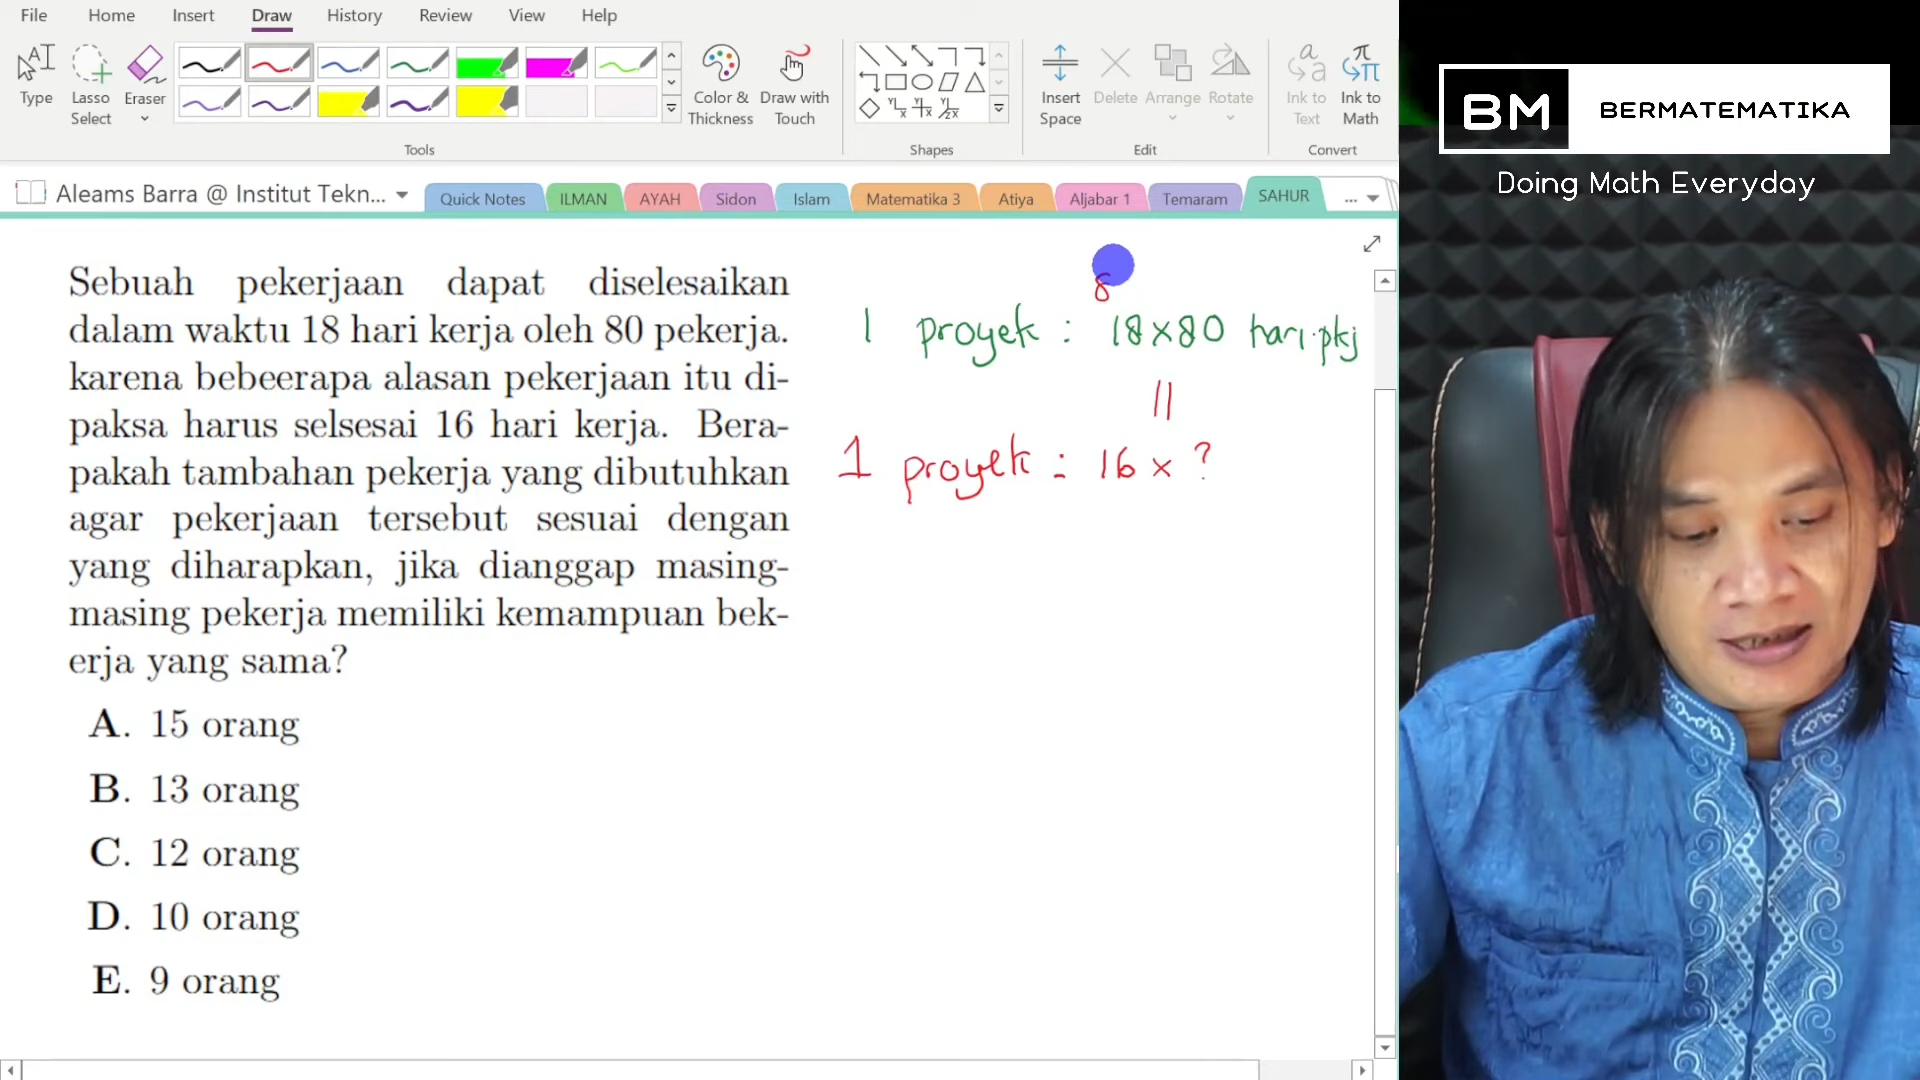 File Home Insert Draw History Review View Help
Type
Lasso Select
Eraser
Color & Thickness
Draw with Touch
Insert Space
Delete
Arrange
Rotate
Ink to Text
Ink to Math
Tools
Shapes
Edit
Convert
Aleams Barra @ Institut Tekn...
Quick Notes ILMAN AYAH Sidon Islam Matematika 3 Atiya Aljabar 1 Temaram SAHUR ...
BM BERMATEMATIKA
Doing Math Everyday
Sebuah pekerjaan dapat diselesaikan
dalam waktu 18 hari kerja oleh 80 pekerja.
karena bebeerapa alasan pekerjaan itu di-
paksa harus selsesai 16 hari kerja. Bera-
pakah tambahan pekerja yang dibutuhkan
agar pekerjaan tersebut sesuai dengan
yang diharapkan, jika dianggap masing-
masing pekerja memiliki kemampuan bek-
erja yang sama?
A. 15 orang
B. 13 orang
C. 12 orang
D. 10 orang
E. 9 orang
8
1 proyek : 18×80 hari.pkj
=
1 proyek : 16 × ?